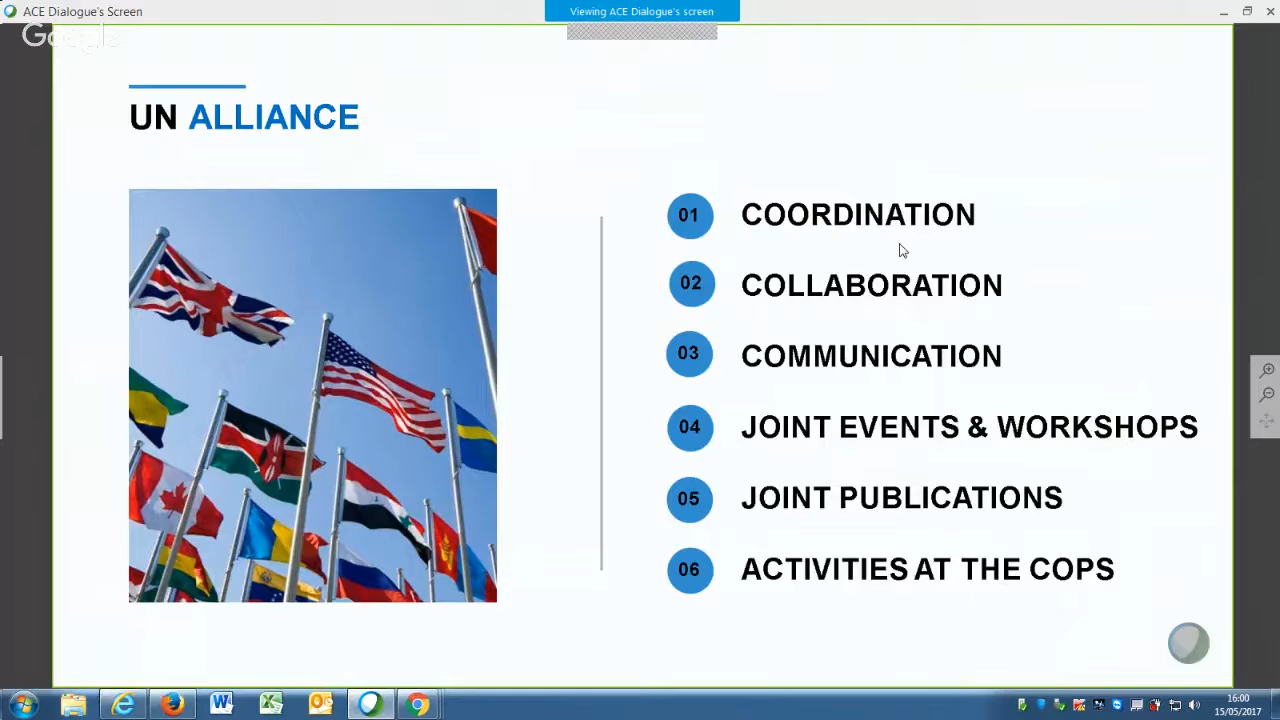 ACE Dialogue's Screen
Viewing ACE Dialogue's screen
Google
UN ALLIANCE
01 COORDINATION
02 COLLABORATION
03 COMMUNICATION
04 JOINT EVENTS & WORKSHOPS
05 JOINT PUBLICATIONS
06 ACTIVITIES AT THE COPS
16:00
15/05/2017